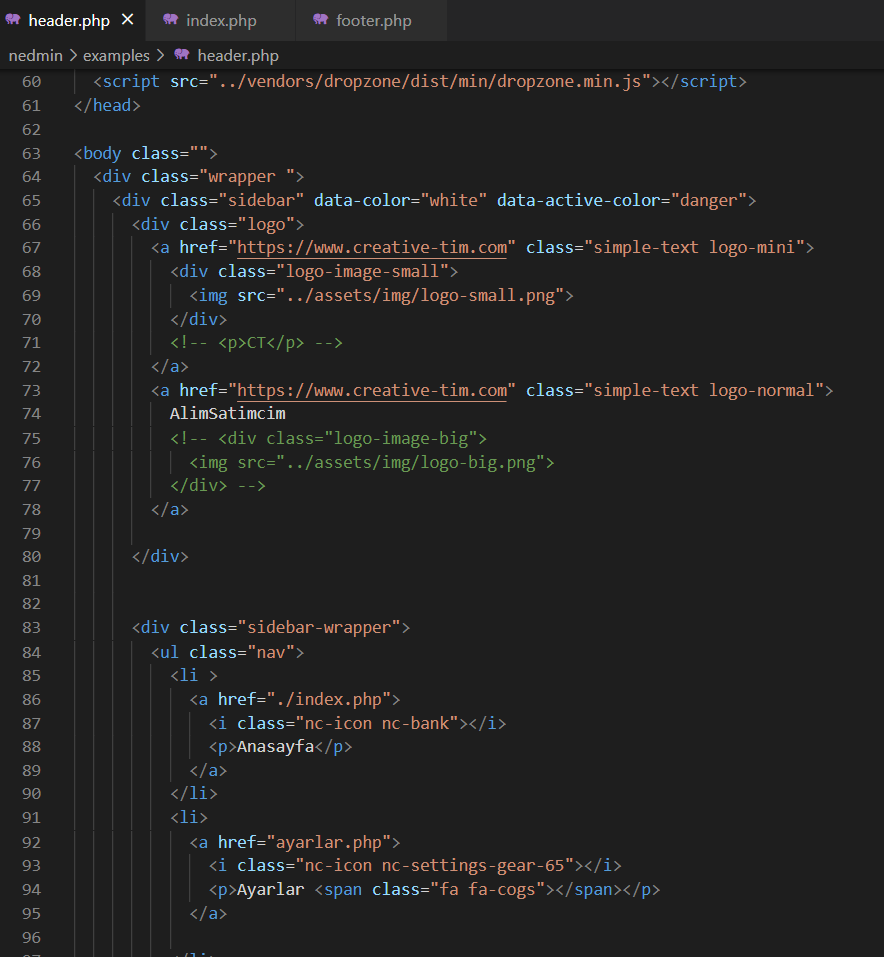 header.php ✕ index.php footer.php
nedmin > examples > header.php
60 <script src="../vendors/dropzone/dist/min/dropzone.min.js"></script>
61 </head>
62
63 <body class="">
64 <div class="wrapper ">
65 <div class="sidebar" data-color="white" data-active-color="danger">
66 <div class="logo">
67 <a href="https://www.creative-tim.com" class="simple-text logo-mini">
68 <div class="logo-image-small">
69 <img src="../assets/img/logo-small.png">
70 </div>
71 <!-- <p>CT</p> -->
72 </a>
73 <a href="https://www.creative-tim.com" class="simple-text logo-normal">
74 AlimSatimcim
75 <!-- <div class="logo-image-big">
76 <img src="../assets/img/logo-big.png">
77 </div> -->
78 </a>
79
80 </div>
81
82
83 <div class="sidebar-wrapper">
84 <ul class="nav">
85 <li >
86 <a href="./index.php">
87 <i class="nc-icon nc-bank"></i>
88 <p>Anasayfa</p>
89 </a>
90 </li>
91 <li>
92 <a href="ayarlar.php">
93 <i class="nc-icon nc-settings-gear-65"></i>
94 <p>Ayarlar <span class="fa fa-cogs"></span></p>
95 </a>
96